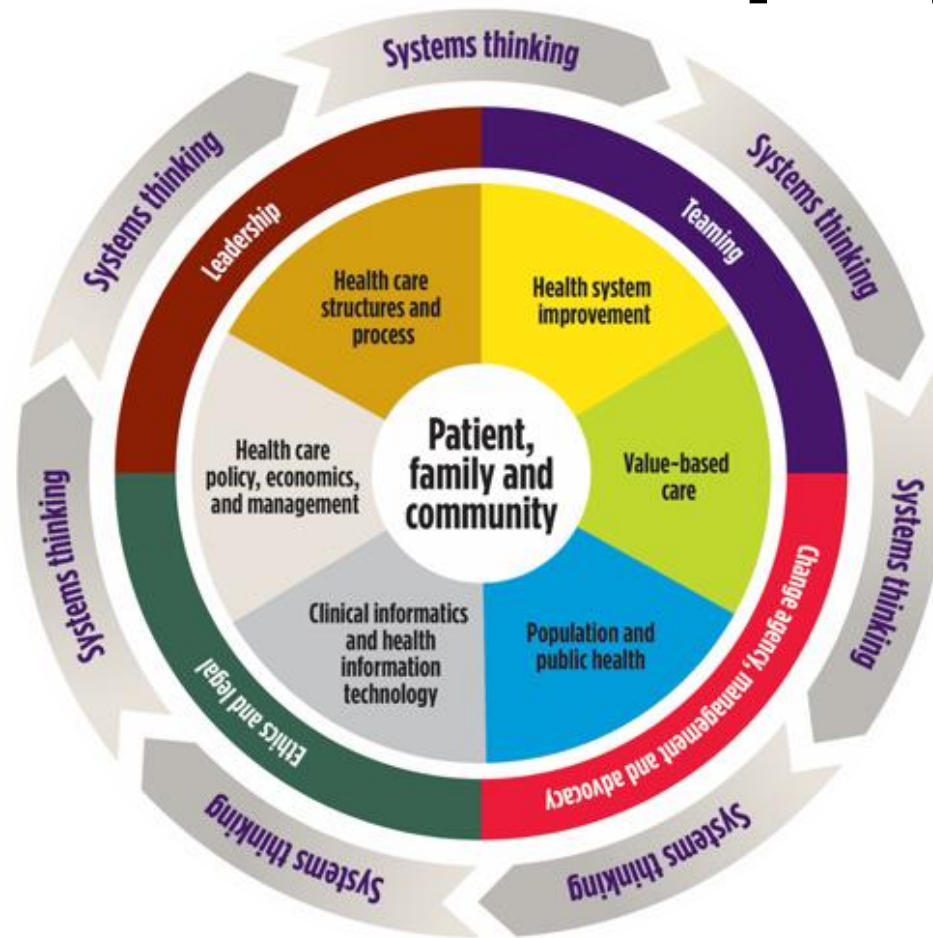 Systems thinking
Systems thinking
Systems thinking
Systems thinking
Systems thinking
Systems thinking
Systems thinking
Leadership
Teaming
Change agency, management and advocacy
Ethics and legal
Health care
structures and
process
Health system
improvement
Value-based
care
Population and
public health
Clinical informatics
and health
information
technology
Health care
policy, economics,
and management
Patient,
family and
community